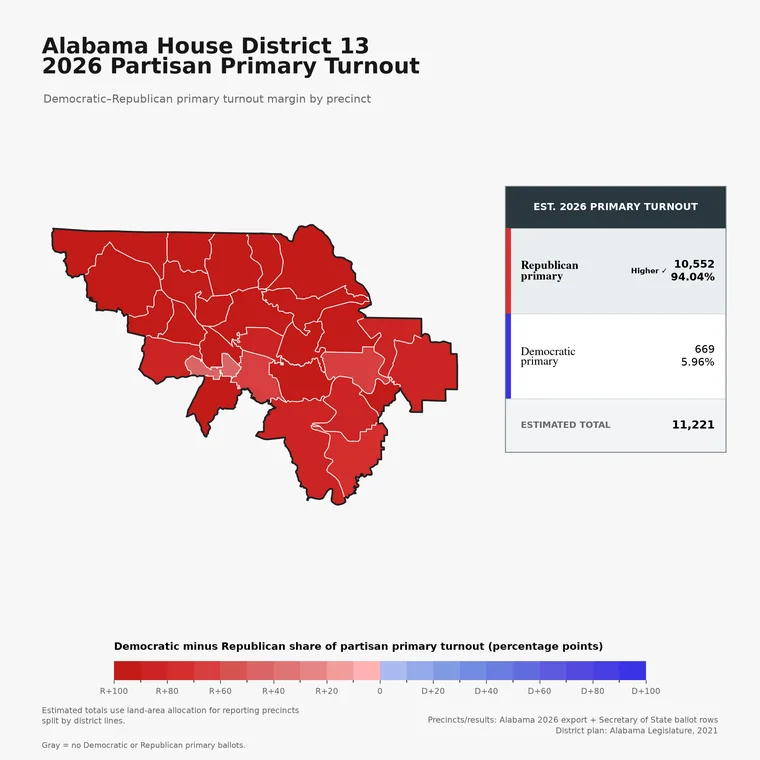 Alabama House District 13
2026 Partisan Primary Turnout
Democratic–Republican primary turnout margin by precinct
EST. 2026 PRIMARY TURNOUT
Republican
primary
Higher ✓
10,552
94.04%
Democratic
primary
669
5.96%
ESTIMATED TOTAL
11,221
Democratic minus Republican share of partisan primary turnout (percentage points)
R+100 R+80 R+60 R+40 R+20 0 D+20 D+40 D+60 D+80 D+100
Estimated totals use land-area allocation for reporting precincts
split by district lines.
Gray = no Democratic or Republican primary ballots.
Precincts/results: Alabama 2026 export + Secretary of State ballot rows
District plan: Alabama Legislature, 2021